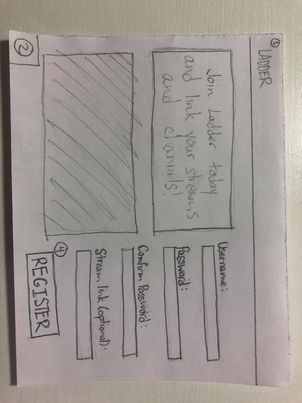 ③ LADDER
Join Ladder today
and link your streams
and channels!
Username:
Password:
Confirm Password:
Stream link (optional):
④
REGISTER
②